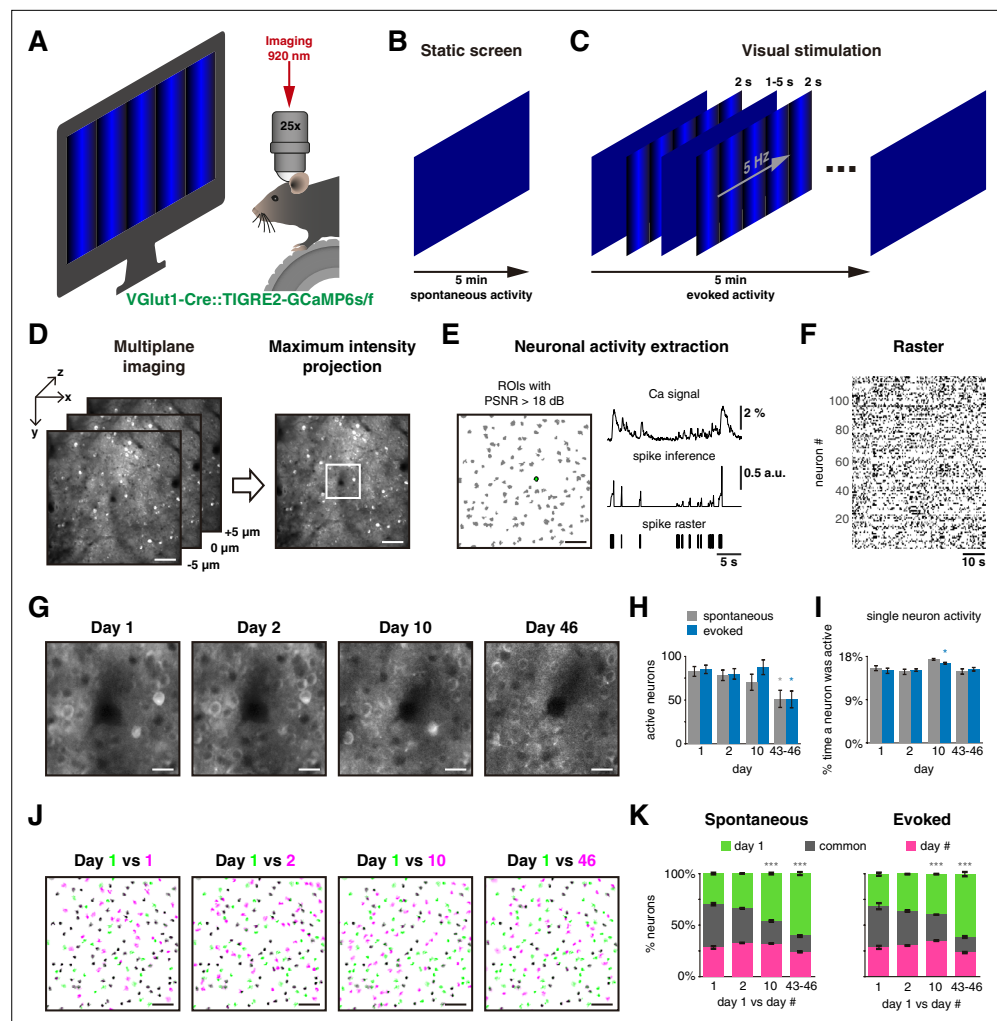 A
Imaging
920 nm
25x
VGlut1-Cre::TIGRE2-GCaMP6s/f
B
Static screen
5 min
spontaneous activity
C
Visual stimulation
2 s 1-5 s 2 s
5 Hz
...
5 min
evoked activity
D
Multiplane
imaging
z
x
y
+5 µm
0 µm
-5 µm
Maximum intensity
projection
E
Neuronal activity extraction
ROIs with
PSNR > 18 dB
Ca signal
2 %
spike inference
0.5 a.u.
spike raster
5 s
F
Raster
neuron #
100
80
60
40
20
10 s
G
Day 1
Day 2
Day 10
Day 46
H
spontaneous
evoked
active neurons
100
50
0
* *
1 2 10 43-46
day
I
single neuron activity
% time a neuron was active
18%
9%
0%
*
1 2 10 43-46
day
J
Day 1 vs 1
Day 1 vs 2
Day 1 vs 10
Day 1 vs 46
K
Spontaneous
Evoked
day 1
common
day #
% neurons
100%
50%
0%
*** ***
*** ***
1 2 10 43-46
day 1 vs day #
1 2 10 43-46
day 1 vs day #